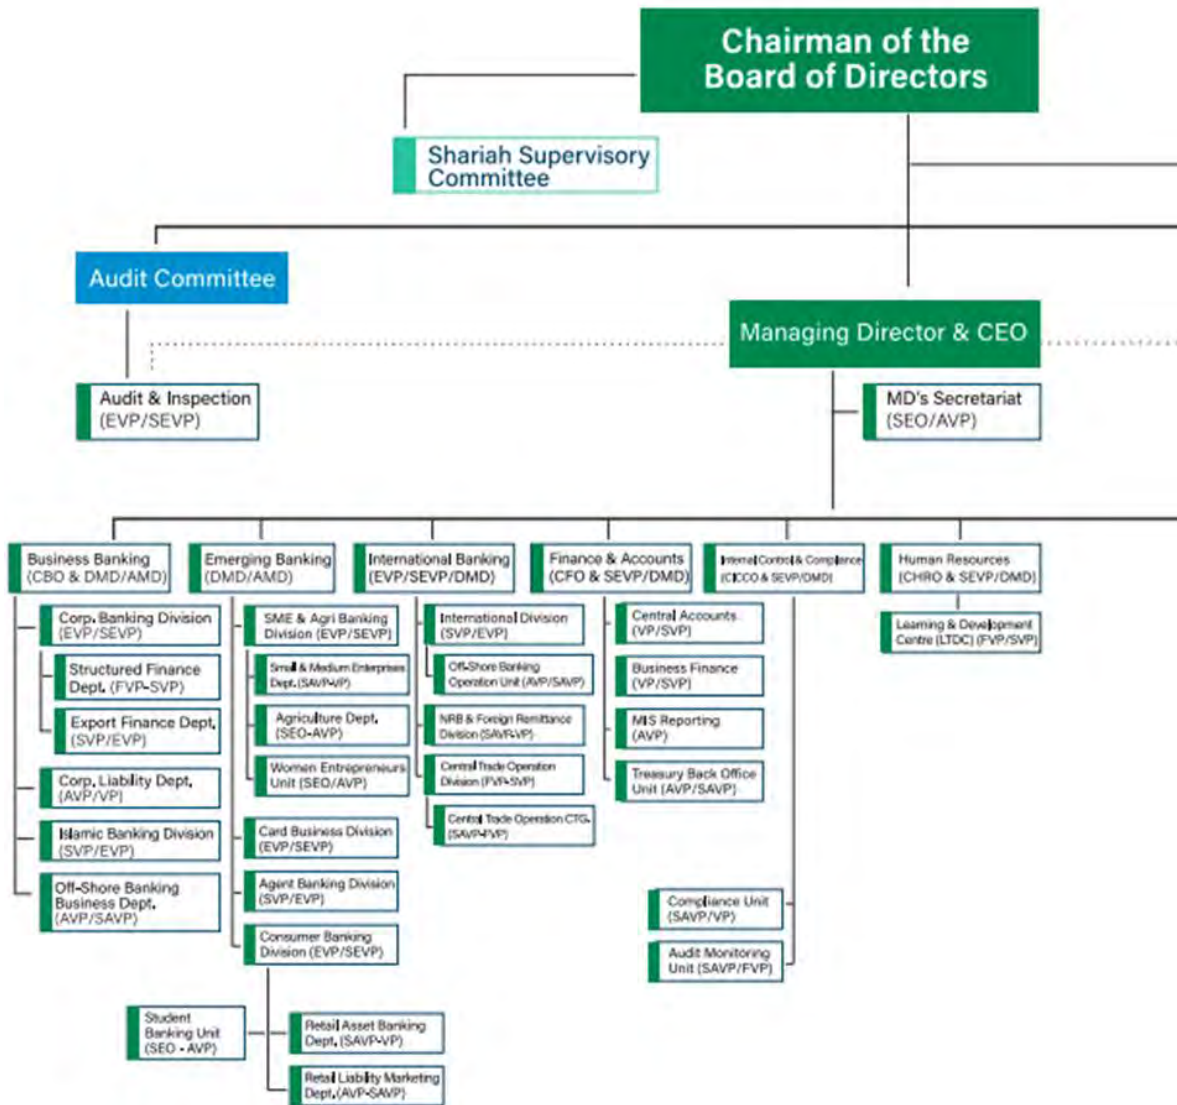 Chairman of the
Board of Directors
Shariah Supervisory
Committee
Audit Committee
Managing Director & CEO
Audit & Inspection
(EVP/SEVP)
MD's Secretariat
(SEO/AVP)
Business Banking
(CBO & DMD/AMD)
Emerging Banking
(DMD/AMD)
International Banking
(EVP/SEVP/DMD)
Finance & Accounts
(CFO & SEVP/DMD)
Internal Control & Compliance
(CICCO & SEVP/DMD)
Human Resources
(CHRO & SEVP/DMD)
Corp. Banking Division
(EVP/SEVP)
Structured Finance
Dept. (FVP-SVP)
Export Finance Dept.
(SVP/EVP)
Corp. Liability Dept.
(AVP/VP)
Islamic Banking Division
(SVP/EVP)
Off-Shore Banking
Business Dept.
(AVP/SAVP)
SME & Agri Banking
Division (EVP/SEVP)
Small & Medium Enterprises
Dept. (SAVP-VP)
Agriculture Dept.
(SEO-AVP)
Women Entrepreneurs
Unit (SEO/AVP)
Card Business Division
(EVP/SEVP)
Agent Banking Division
(SVP/EVP)
Consumer Banking
Division (EVP/SEVP)
Student
Banking Unit
(SEO - AVP)
Retail Asset Banking
Dept. (SAVP-VP)
Retail Liability Marketing
Dept. (AVP-SAVP)
International Division
(SVP/EVP)
Off-Shore Banking
Operation Unit (AVP/SAVP)
NRB & Foreign Remittance
Division (SAVP-VP)
Central Trade Operation
Division (FVP-SVP)
Central Trade Operation CTG.
(SAVP-FVP)
Central Accounts
(VP/SVP)
Business Finance
(VP/SVP)
MIS Reporting
(AVP)
Treasury Back Office
Unit (AVP/SAVP)
Compliance Unit
(SAVP/VP)
Audit Monitoring
Unit (SAVP/FVP)
Learning & Development
Centre (LTDC) (FVP/SVP)